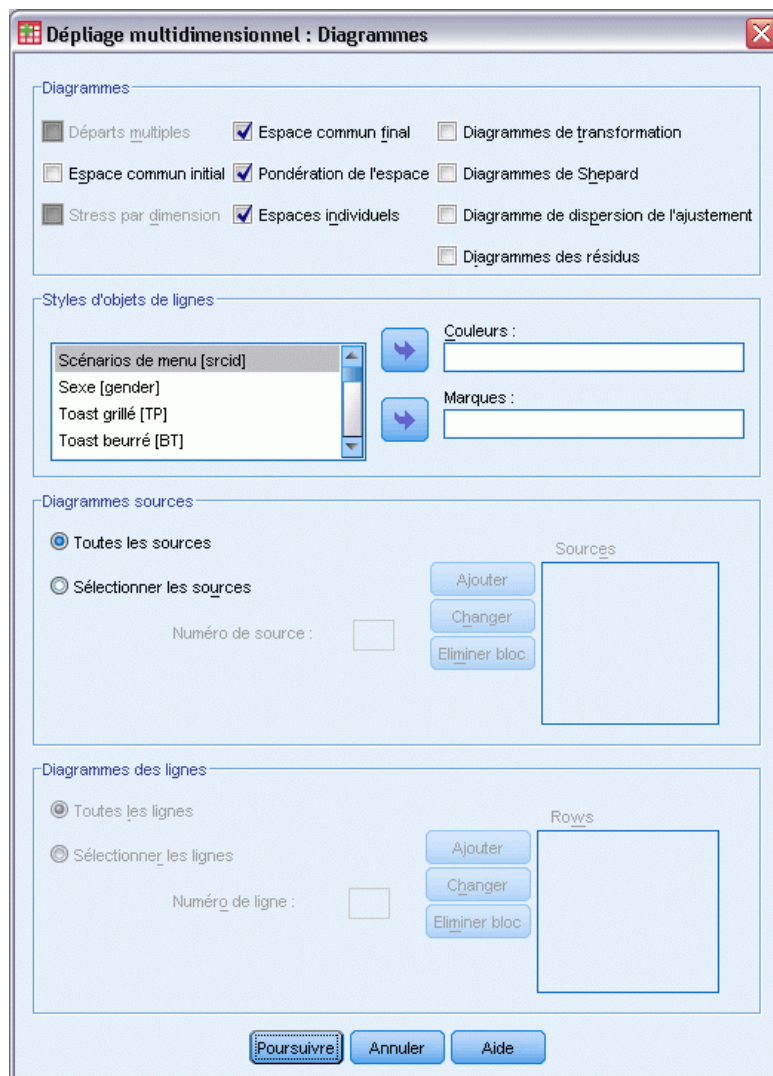 Dépliage multidimensionnel : Diagrammes
Diagrammes
Départs multiples
Espace commun final
Diagrammes de transformation
Espace commun initial
Pondération de l'espace
Diagrammes de Shepard
Stress par dimension
Espaces individuels
Diagramme de dispersion de l'ajustement
Diagrammes des résidus
Styles d'objets de lignes
Scénarios de menu [srcid]
Sexe [gender]
Toast grillé [TP]
Toast beurré [BT]
Couleurs :
Marques :
Diagrammes sources
Toutes les sources
Sélectionner les sources
Numéro de source :
Sources
Ajouter
Changer
Eliminer bloc
Diagrammes des lignes
Toutes les lignes
Sélectionner les lignes
Numéro de ligne :
Rows
Ajouter
Changer
Eliminer bloc
Poursuivre
Annuler
Aide